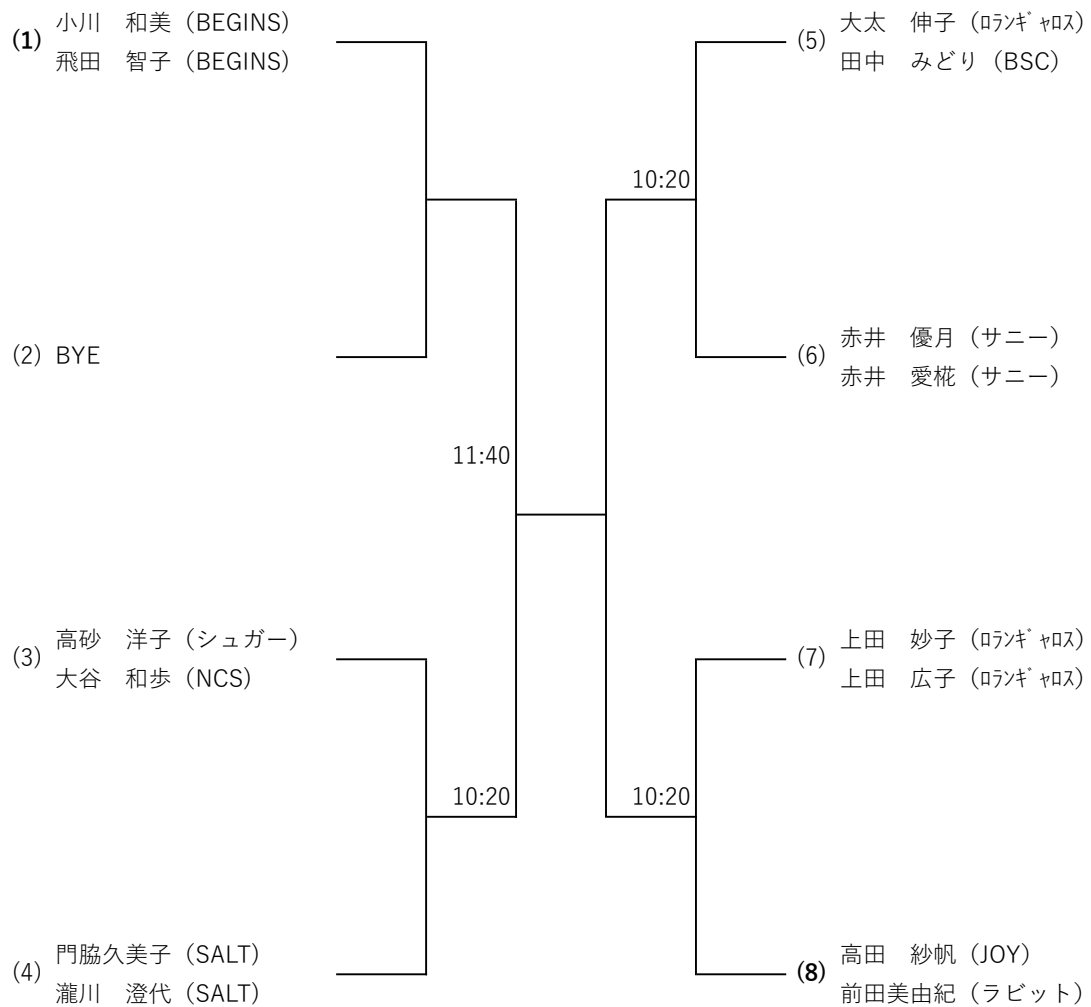 (1)
小川　和美（BEGINS）
飛田　智子（BEGINS）
(2) BYE
11:40
(3)
高砂　洋子（シュガー）
大谷　和歩（NCS）
10:20
(4)
門脇久美子（SALT）
瀧川　澄代（SALT）
(5)
大太　伸子（ﾛﾗﾝｷﾞｬﾛｽ）
田中　みどり（BSC）
10:20
(6)
赤井　優月（サニー）
赤井　愛椛（サニー）
(7)
上田　妙子（ﾛﾗﾝｷﾞｬﾛｽ）
上田　広子（ﾛﾗﾝｷﾞｬﾛｽ）
10:20
(8)
高田　紗帆（JOY）
前田美由紀（ラビット）